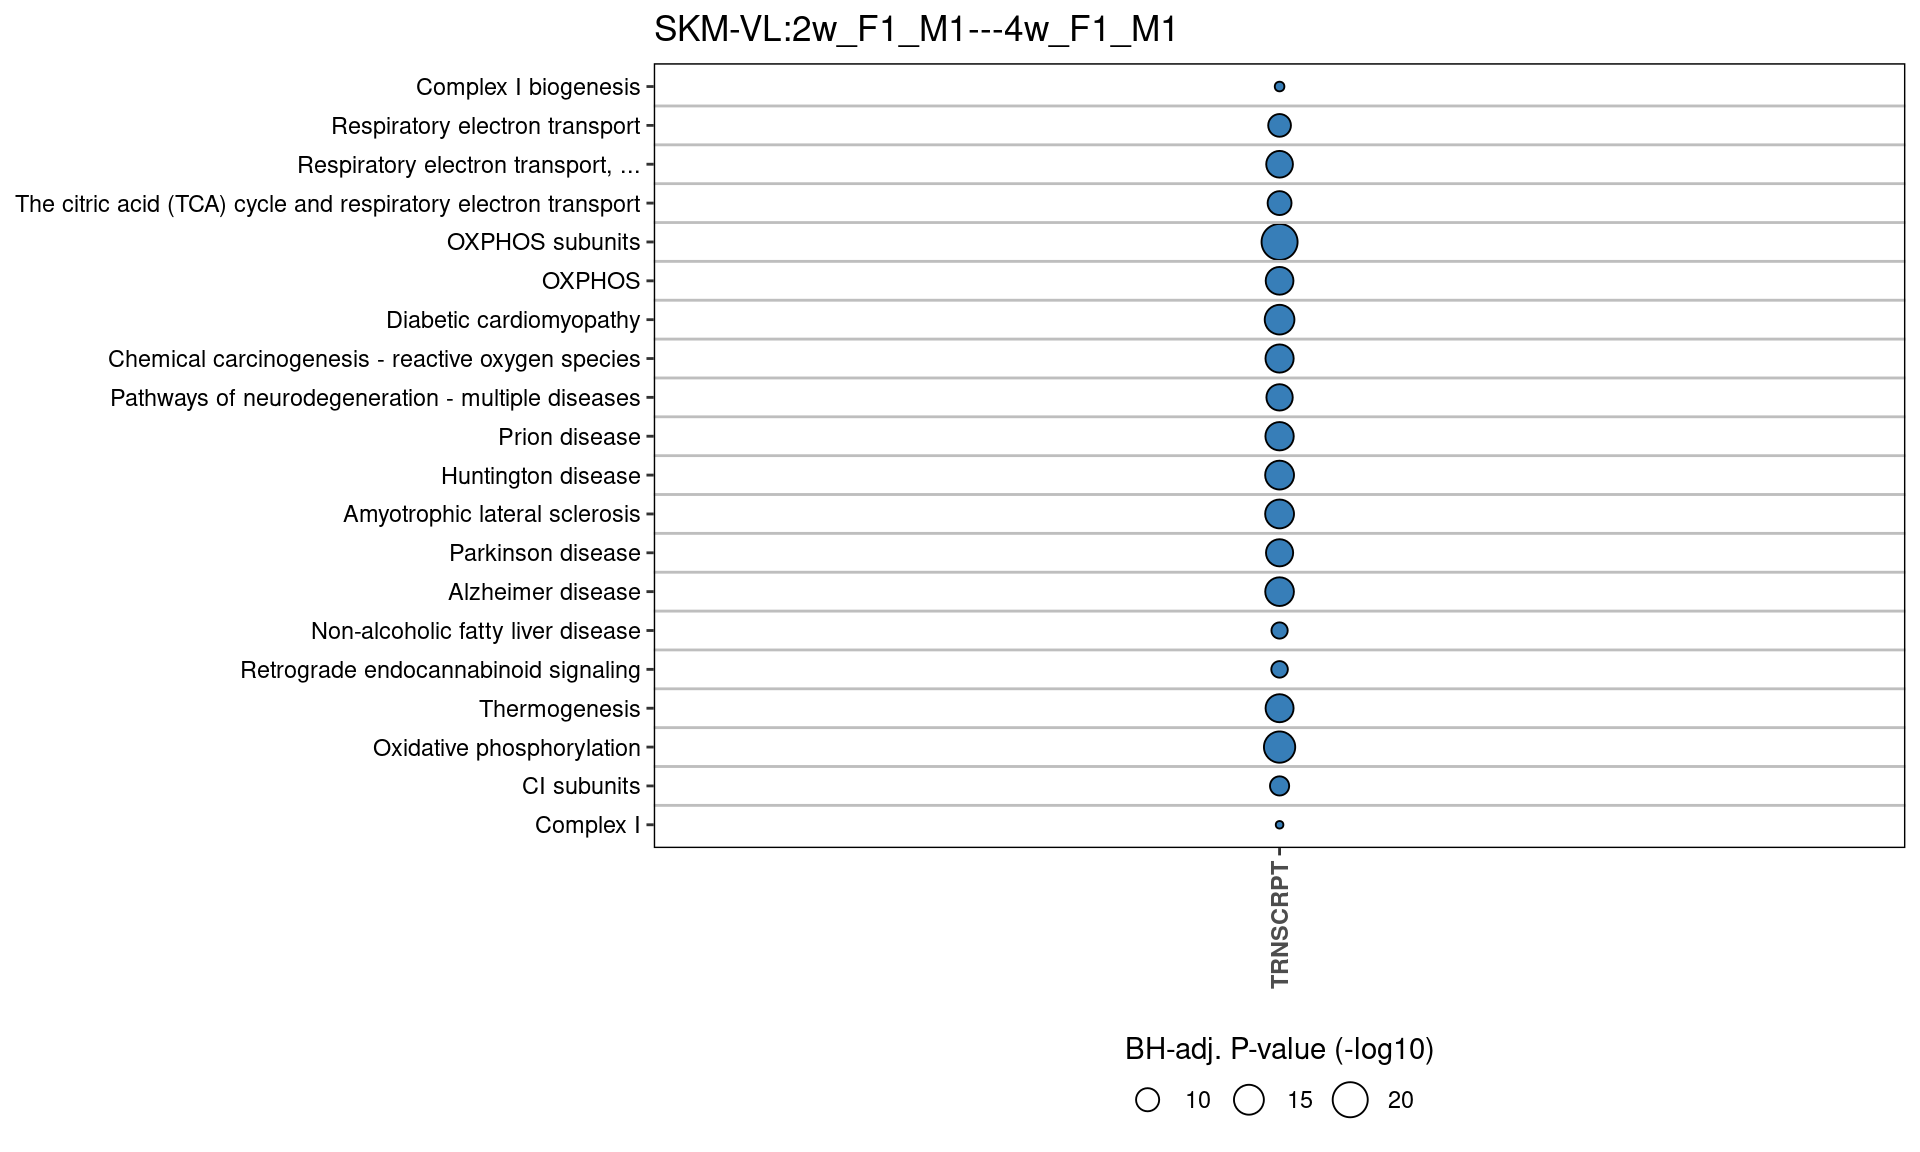 SKM-VL:2w_F1_M1---4w_F1_M1
Complex I biogenesis
Respiratory electron transport
Respiratory electron transport, ...
The citric acid (TCA) cycle and respiratory electron transport
OXPHOS subunits
OXPHOS
Diabetic cardiomyopathy
Chemical carcinogenesis - reactive oxygen species
Pathways of neurodegeneration - multiple diseases
Prion disease
Huntington disease
Amyotrophic lateral sclerosis
Parkinson disease
Alzheimer disease
Non-alcoholic fatty liver disease
Retrograde endocannabinoid signaling
Thermogenesis
Oxidative phosphorylation
CI subunits
Complex I
TRNSCRPT
BH-adj. P-value (-log10)
10 15 20